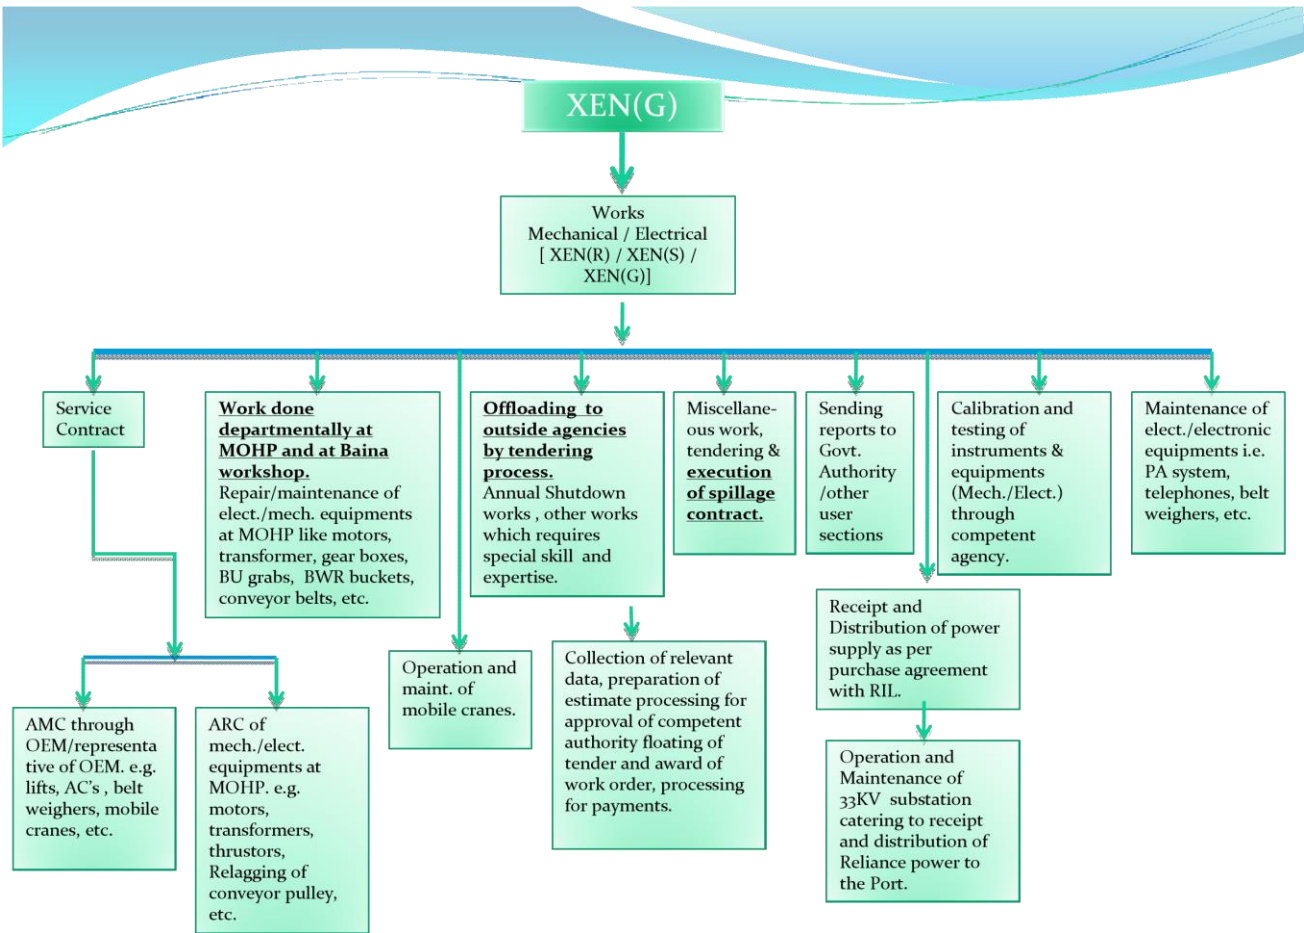 XEN(G)
Works
Mechanical / Electrical
[ XEN(R) / XEN(S) /
XEN(G)]
Service
Contract
Work done
departmentally at
MOHP and at Baina
workshop.
Repair/maintenance of
elect./mech. equipments
at MOHP like motors,
transformer, gear boxes,
BU grabs, BWR buckets,
conveyor belts, etc.
Offloading to
outside agencies
by tendering
process.
Annual Shutdown
works , other works
which requires
special skill and
expertise.
Miscellane-
ous work,
tendering &
execution
of spillage
contract.
Sending
reports to
Govt.
Authority
/other
user
sections
Calibration and
testing of
instruments &
equipments
(Mech./Elect.)
through
competent
agency.
Maintenance of
elect./electronic
equipments i.e.
PA system,
telephones, belt
weighers, etc.
Operation and
maint. of
mobile cranes.
Collection of relevant
data, preparation of
estimate processing for
approval of competent
authority floating of
tender and award of
work order, processing
for payments.
Receipt and
Distribution of power
supply as per
purchase agreement
with RIL.
AMC through
OEM/representa
tive of OEM. e.g.
lifts, AC's , belt
weighers, mobile
cranes, etc.
ARC of
mech./elect.
equipments at
MOHP. e.g.
motors,
transformers,
thrustors,
Relagging of
conveyor pulley,
etc.
Operation and
Maintenance of
33KV substation
catering to receipt
and distribution of
Reliance power to
the Port.